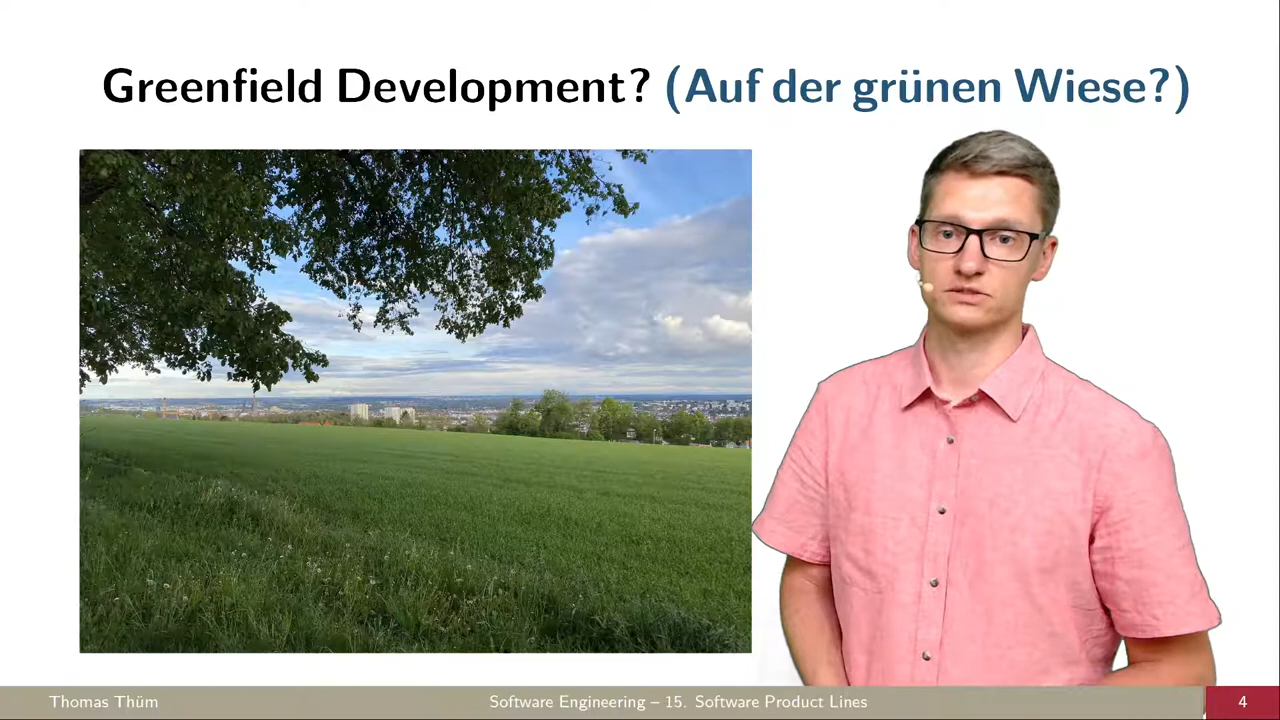 Greenfield Development? (Auf der grünen Wiese?)
Thomas Thüm
Software Engineering – 15. Software Product Lines
4